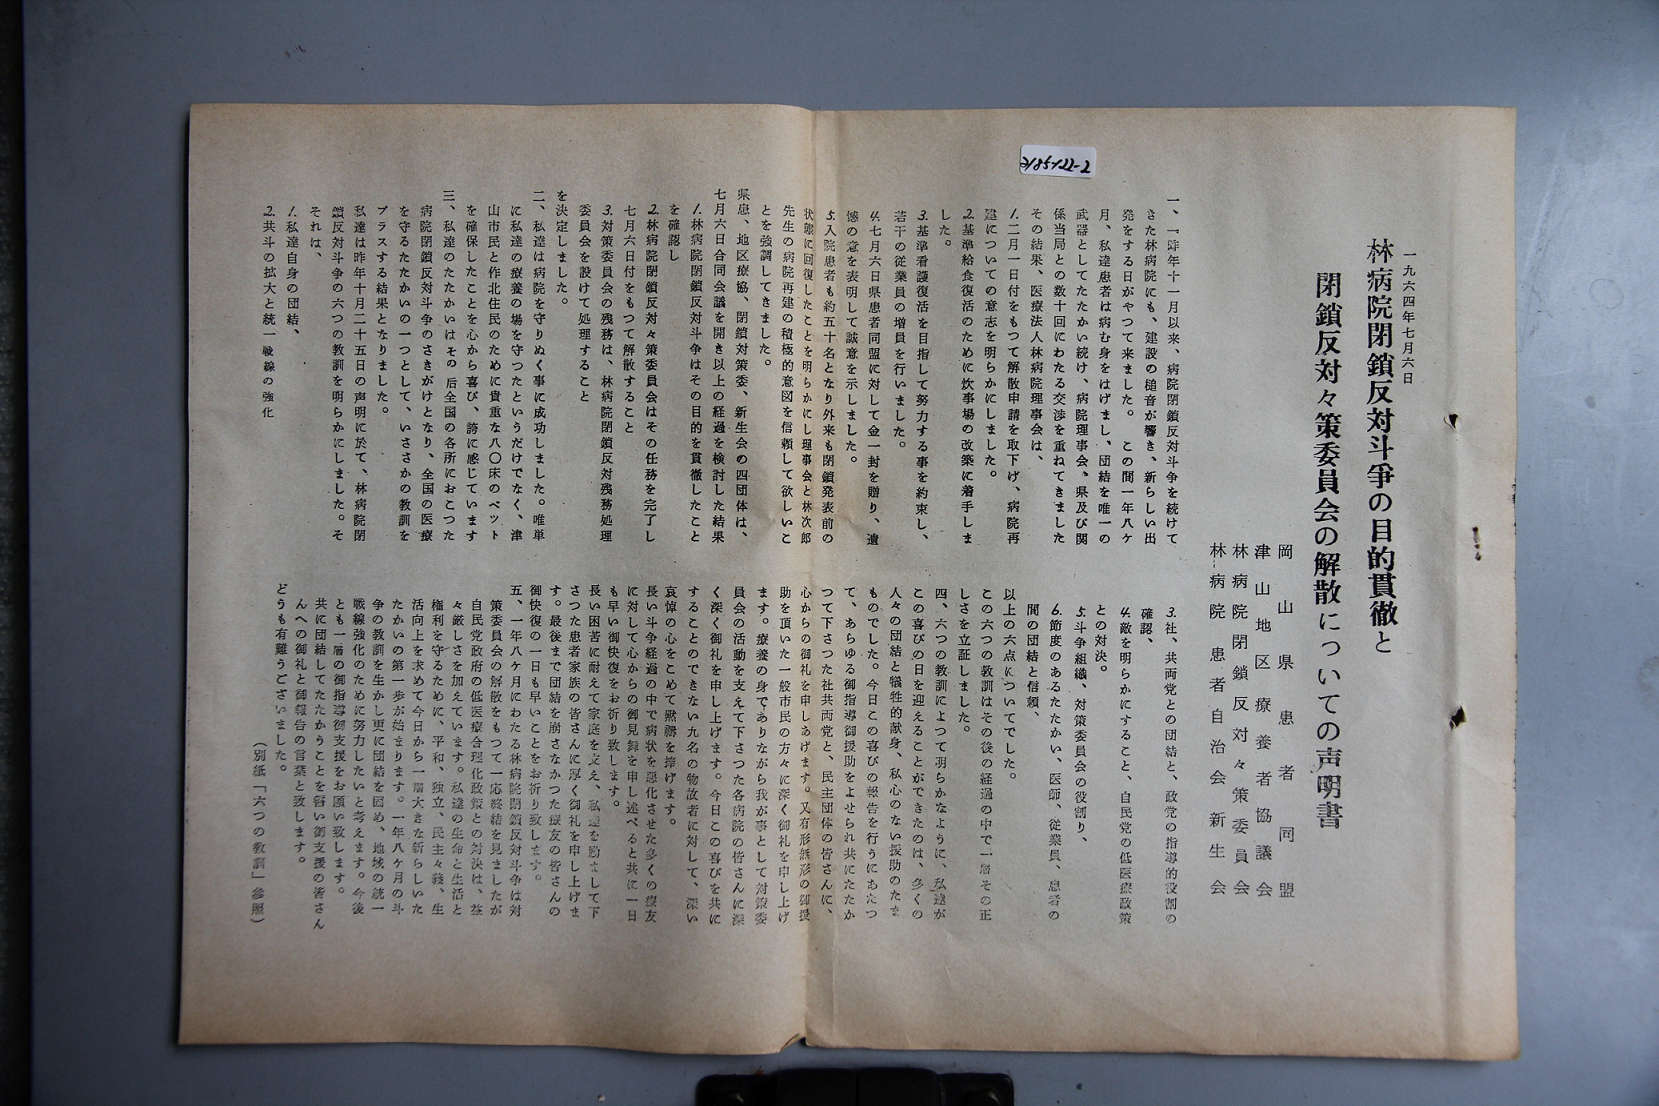 2185122-2
一九六四年七月六日
林病院閉鎖反対斗爭の目的貫徹と
閉鎖反対々策委員会の解散についての声明書
岡山県患者同盟
津山地区療養者協議会
林病院閉鎖反対々策委員会
林病院患者自治会新生会
一、一昨年十一月以来、病院閉鎖反対斗争を続けて
きた林病院にも、建設の槌音が響き、新らしい出
発をする日がやつて来ました。この間一年八ケ
月、私達患者は病む身をはげまし、団結を唯一の
武器としてたたかい続け、病院理事会、県及び関
係当局との数十回にわたる交渉を重ねてきました
その結果、医療法人林病院理事会は、
1.二月一日付をもつて解散申請を取下げ、病院再
建についての意志を明らかにしました。
2.基準給食復活のために炊事場の改築に着手しま
した。
3.基準看護復活を目指して努力する事を約束し、
若干の従業員の増員を行いました。
4.七月六日県患者同盟に対して金一封を贈り、遺
憾の意を表明して誠意を示しました。
5.入院患者も約五十名となり外来も閉鎖発表前の
状態に回復したことを明らかにし理事会と林次郎
先生の病院再建の積極的意図を信頼して欲しいこ
とを強調してきました。
県患、地区療協、閉鎖対策委、新生会の四団体は、
七月六日合同会議を開き以上の経過を検討した結果
1.林病院閉鎖反対斗争はその目的を貫徹したこと
を確認し
2.林病院閉鎖反対々策委員会はその任務を完了し
七月六日付をもつて解散すること
3.対策委員会の残務は、林病院閉鎖反対残務処理
委員会を設けて処理すること
を決定しました。
二、私達は病院を守りぬく事に成功しました。唯単
に私達の療養の場を守つたというだけでなく、津
山市民と作北住民のために貴重な八〇床のベット
を確保したことを心から喜び、誇に感じています
三、私達のたたかいはその后全国の各所におこつた
病院閉鎖反対斗争のさきがけとなり、全国の医療
を守るたたかいの一つとして、いささかの教訓を
プラスする結果となりました。
私達は昨年十月二十五日の声明に於て、林病院閉
鎖反対斗争の六つの教訓を明らかにしました。そ
れは、
1.私達自身の団結、
2.共斗の拡大と統一戦線の強化
3.社、共両党との団結と、政党の指導的役割の
確認、
4.敵を明らかにすること、自民党の低医療政策
との対決。
5.斗争組織、対策委員会の役割り、
6.節度のあるたたかい、医師、従業員、患者の
間の団結と信頼、
以上の六点についてでした。
この六つの教訓はその後の経過の中で一層その正
しさを立証しました。
四、六つの教訓によつて明らかなように、私達が
この喜びの日を迎えることができたのは、多くの
人々の団結と犠牲的献身、私心のない援助のたま
ものでした。今日この喜びの報告を行うにあたつ
て、あらゆる御指導御援助をよせられ共にたたか
つて下さつた社共両党と、民主団体の皆さんに、
心からの御礼を申しあげます。又有形無形の御援
助を頂いた一般市民の方々に深く御礼を申し上げ
ます。療養の身でありながら我が事として対策委
員会の活動を支えて下さつた各病院の皆さんに深
く深く御礼を申し上げます。今日この喜びを共に
することのできない九名の物故者に対して、深い
哀悼の心をこめて黙禱を捧げます。
長い斗争経過の中で病状を悪化させた多くの療友
に対して心からの御見舞を申し述べると共に一日
も早い御快復をお祈り致します。
長い困苦に耐えて家庭を支え、私達を励まして下
さつた患者家族の皆さんに厚く御礼を申し上げま
す。最後まで団結を崩さなかつた療友の皆さんの
御快復の一日も早いことをお祈り致します。
五、一年八ケ月にわたる林病院閉鎖反対斗争は対
策委員会の解散をもつて一応終結を見ましたが
自民党政府の低医療合理化政策との対決は、益
々厳しさを加えています。私達の生命と生活と
権利を守るために、平和、独立、民主々義、生
活向上を求めて今日から一層大きな新らしいた
たかいの第一歩が始まります。一年八ケ月の斗
争の教訓を生かし更に団結を固め、地域の統一
戦線強化のために努力したいと考えます。今後
とも一層の御指導御支援をお願い致します。
共に団結してたたかうことを誓い御支援の皆さん
んへの御礼と御報告の言葉と致します。
どうも有難うございました。
(別紙「六つの教訓」参照)